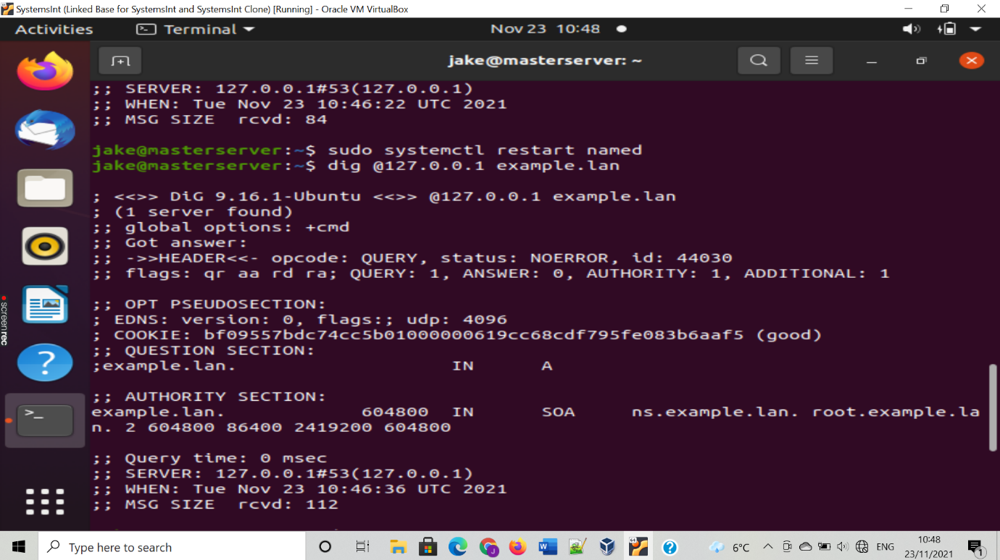 SystemsInt (Linked Base for SystemsInt and SystemsInt Clone) [Running] - Oracle VM VirtualBox
Activities Terminal Nov 23 10:48
jake@masterserver: ~
;; SERVER: 127.0.0.1#53(127.0.0.1)
;; WHEN: Tue Nov 23 10:46:22 UTC 2021
;; MSG SIZE  rcvd: 84
jake@masterserver:~$ sudo systemctl restart named
jake@masterserver:~$ dig @127.0.0.1 example.lan
; <<>> DiG 9.16.1-Ubuntu <<>> @127.0.0.1 example.lan
; (1 server found)
;; global options: +cmd
;; Got answer:
;; ->>HEADER<<- opcode: QUERY, status: NOERROR, id: 44030
;; flags: qr aa rd ra; QUERY: 1, ANSWER: 0, AUTHORITY: 1, ADDITIONAL: 1
;; OPT PSEUDOSECTION:
; EDNS: version: 0, flags:; udp: 4096
; COOKIE: bf09557bdc74cc5b01000000619cc68cdf795fe083b6aaf5 (good)
;; QUESTION SECTION:
;example.lan. IN A
;; AUTHORITY SECTION:
example.lan. 604800 IN SOA ns.example.lan. root.example.la
n. 2 604800 86400 2419200 604800
;; Query time: 0 msec
;; SERVER: 127.0.0.1#53(127.0.0.1)
;; WHEN: Tue Nov 23 10:46:36 UTC 2021
;; MSG SIZE  rcvd: 112
screenrec
Type here to search
64
6°C
ENG
10:48
23/11/2021
1